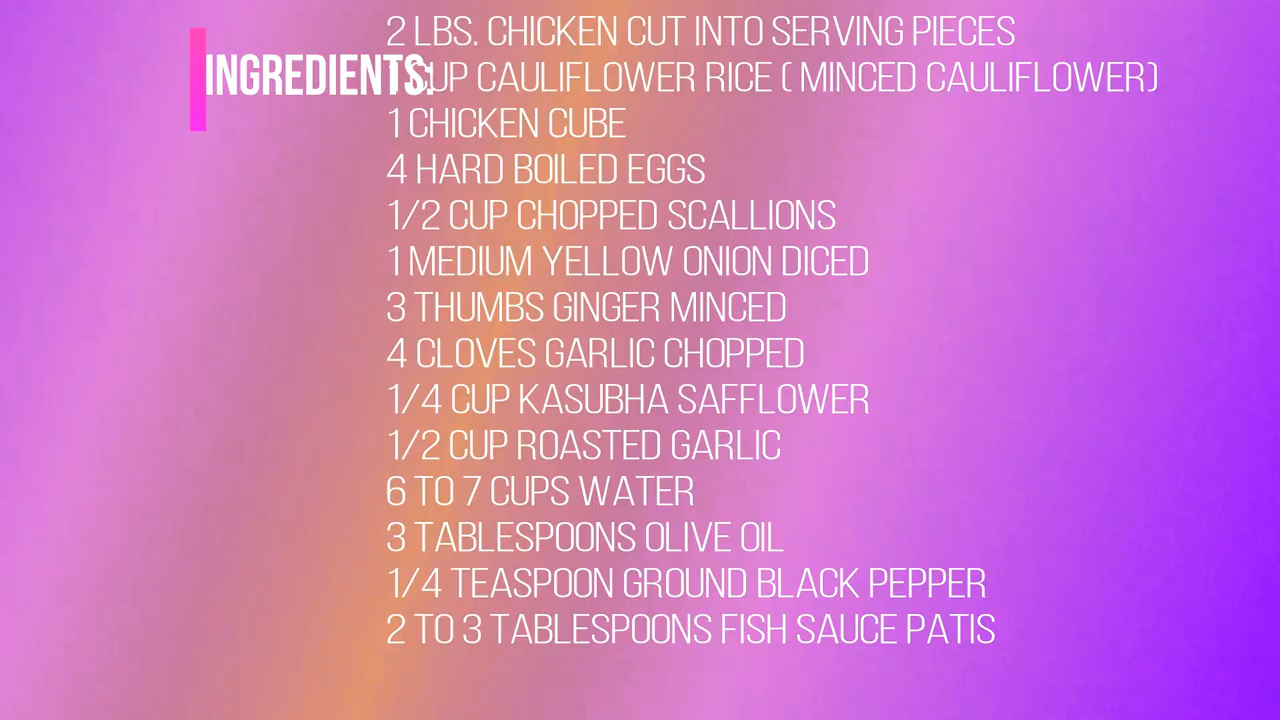 INGREDIENTS:
2 LBS. CHICKEN CUT INTO SERVING PIECES
CUP CAULIFLOWER RICE ( MINCED CAULIFLOWER)
1 CHICKEN CUBE
4 HARD BOILED EGGS
1/2 CUP CHOPPED SCALLIONS
1 MEDIUM YELLOW ONION DICED
3 THUMBS GINGER MINCED
4 CLOVES GARLIC CHOPPED
1/4 CUP KASUBHA SAFFLOWER
1/2 CUP ROASTED GARLIC
6 TO 7 CUPS WATER
3 TABLESPOONS OLIVE OIL
1/4 TEASPOON GROUND BLACK PEPPER
2 TO 3 TABLESPOONS FISH SAUCE PATIS